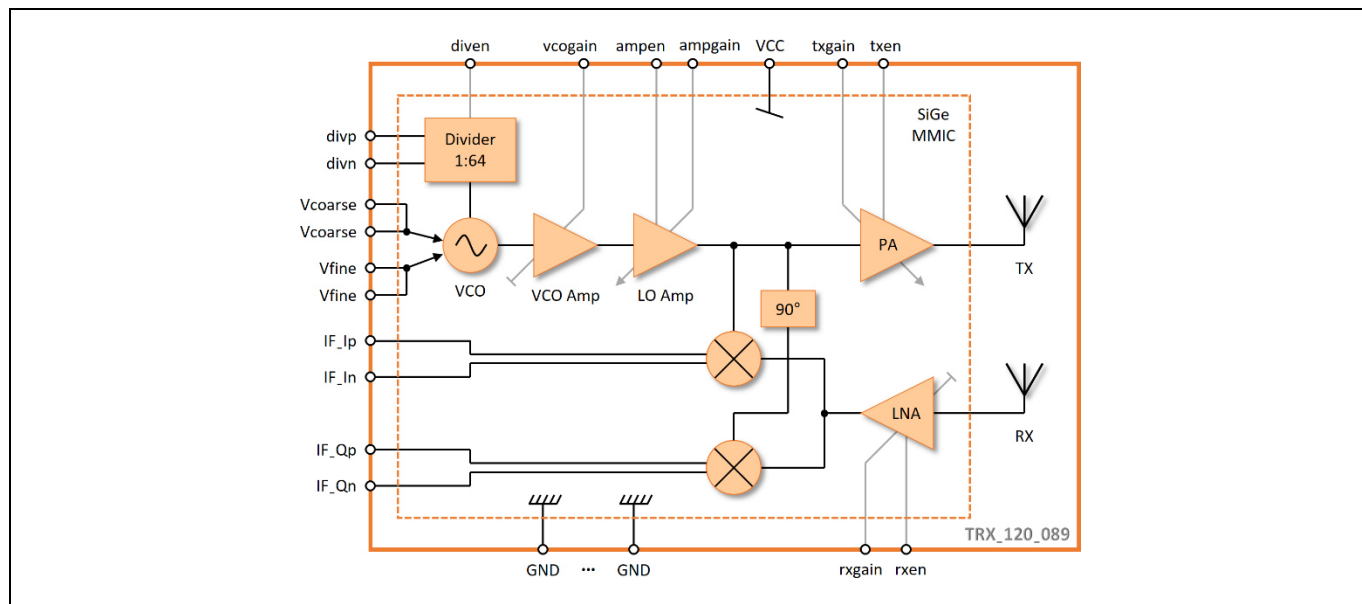 diven vcogain ampen ampgain VCC txgain txen
SiGe
MMIC
divp
divn
Divider
1:64
Vcoarse
Vcoarse
Vfine
Vfine
VCO
VCO Amp
LO Amp
PA
TX
90°
IF_Ip
IF_In
LNA
RX
IF_Qp
IF_Qn
TRX_120_089
GND ... GND rxgain rxen